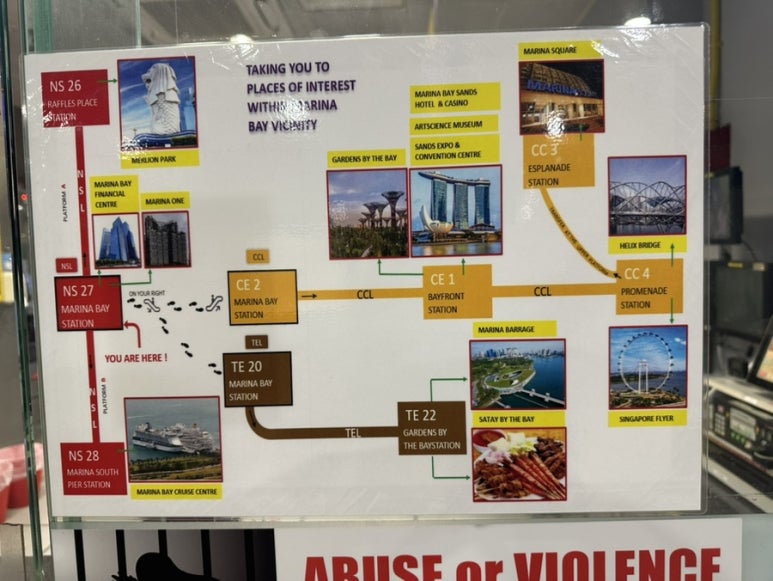 TAKING YOU TO
PLACES OF INTEREST
WITHIN MARINA
BAY VICINITY
NS 26
RAFFLES PLACE
STATION
MERLION PARK
NSL
PLATFORM A
MARINA BAY
FINANCIAL
CENTRE
MARINA ONE
NSL
NS 27
MARINA BAY
STATION
ON YOUR RIGHT
YOU ARE HERE !
NSL
PLATFORM B
NS 28
MARINA SOUTH
PIER STATION
MARINA BAY CRUISE CENTRE
CCL
CE 2
MARINA BAY
STATION
CCL
TEL
TE 20
MARINA BAY
STATION
TEL
GARDENS BY THE BAY
MARINA BAY SANDS
HOTEL & CASINO
ARTSCIENCE MUSEUM
SANDS EXPO &
CONVENTION CENTRE
CE 1
BAYFRONT
STATION
CCL
MARINA SQUARE
MARINA
CC 3
ESPLANADE
STATION
HELIX BRIDGE
CC 4
PROMENADE
STATION
SINGAPORE FLYER
MARINA BARRAGE
TE 22
GARDENS BY
THE BAYSTATION
SATAY BY THE BAY
ABUSE or VIOLENCE